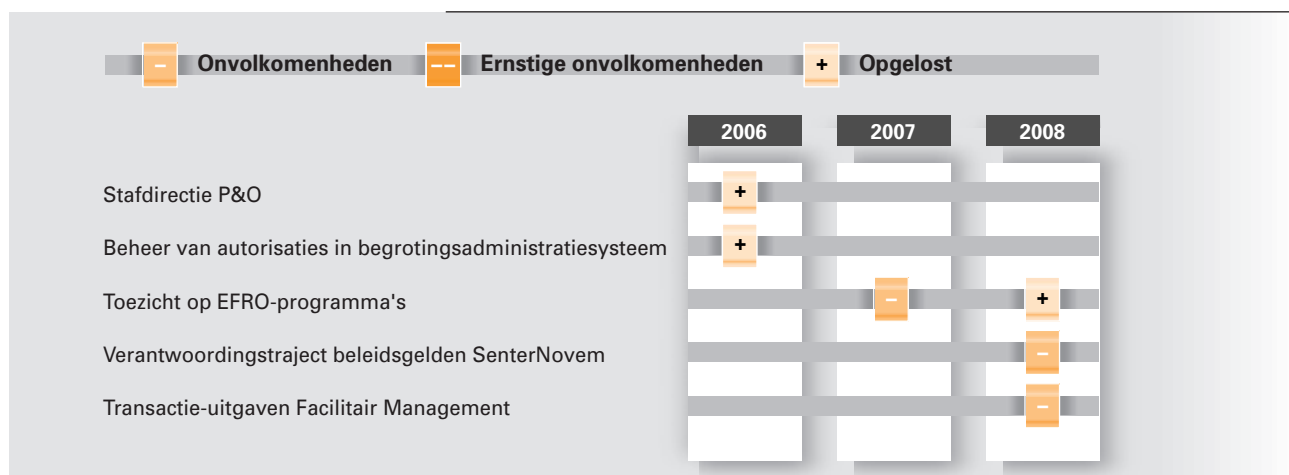 – Onvolkomenheden –– Ernstige onvolkomenheden + Opgelost
2006 2007 2008
Stafdirectie P&O +
Beheer van autorisaties in begrotingsadministratiesysteem +
Toezicht op EFRO-programma's – +
Verantwoordingstraject beleidsgelden SenterNovem –
Transactie-uitgaven Facilitair Management –